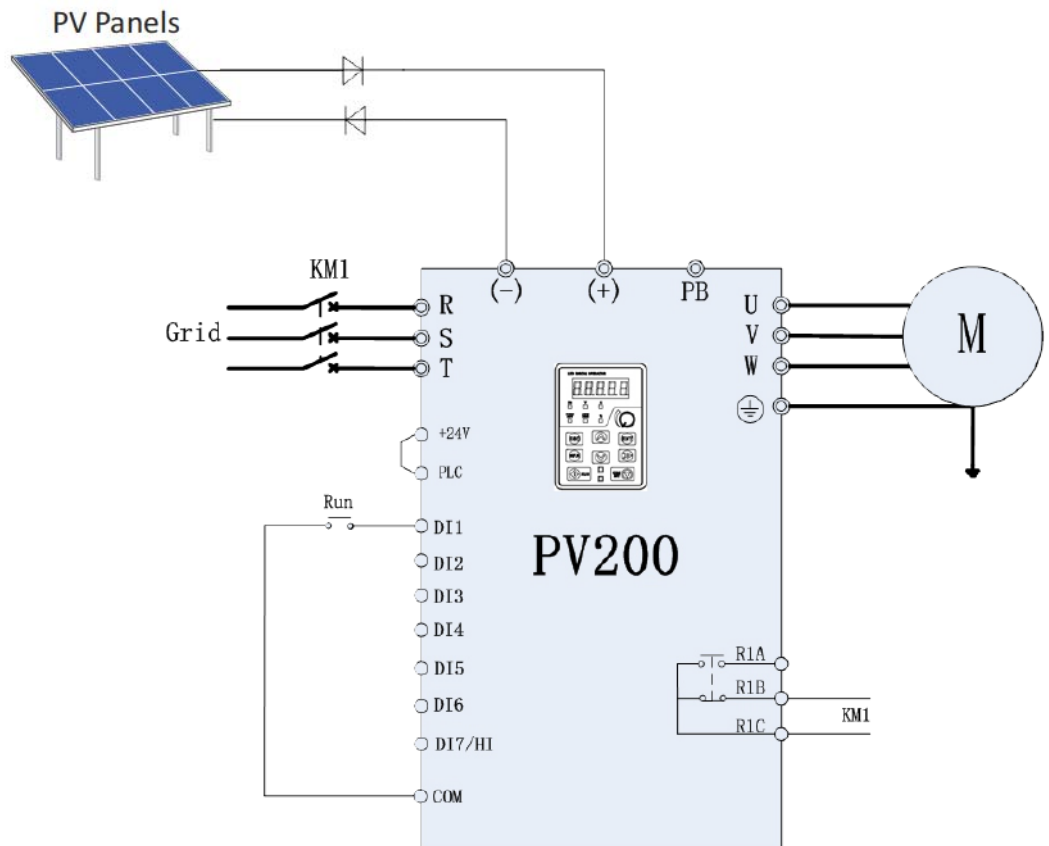 PV Panels
KM1
Grid
(-)
(+)
PB
R
S
T
U
V
W
M
+24V
PLC
Run
DI1
DI2
DI3
DI4
DI5
DI6
DI7/HI
COM
PV200
R1A
R1B
R1C
KM1